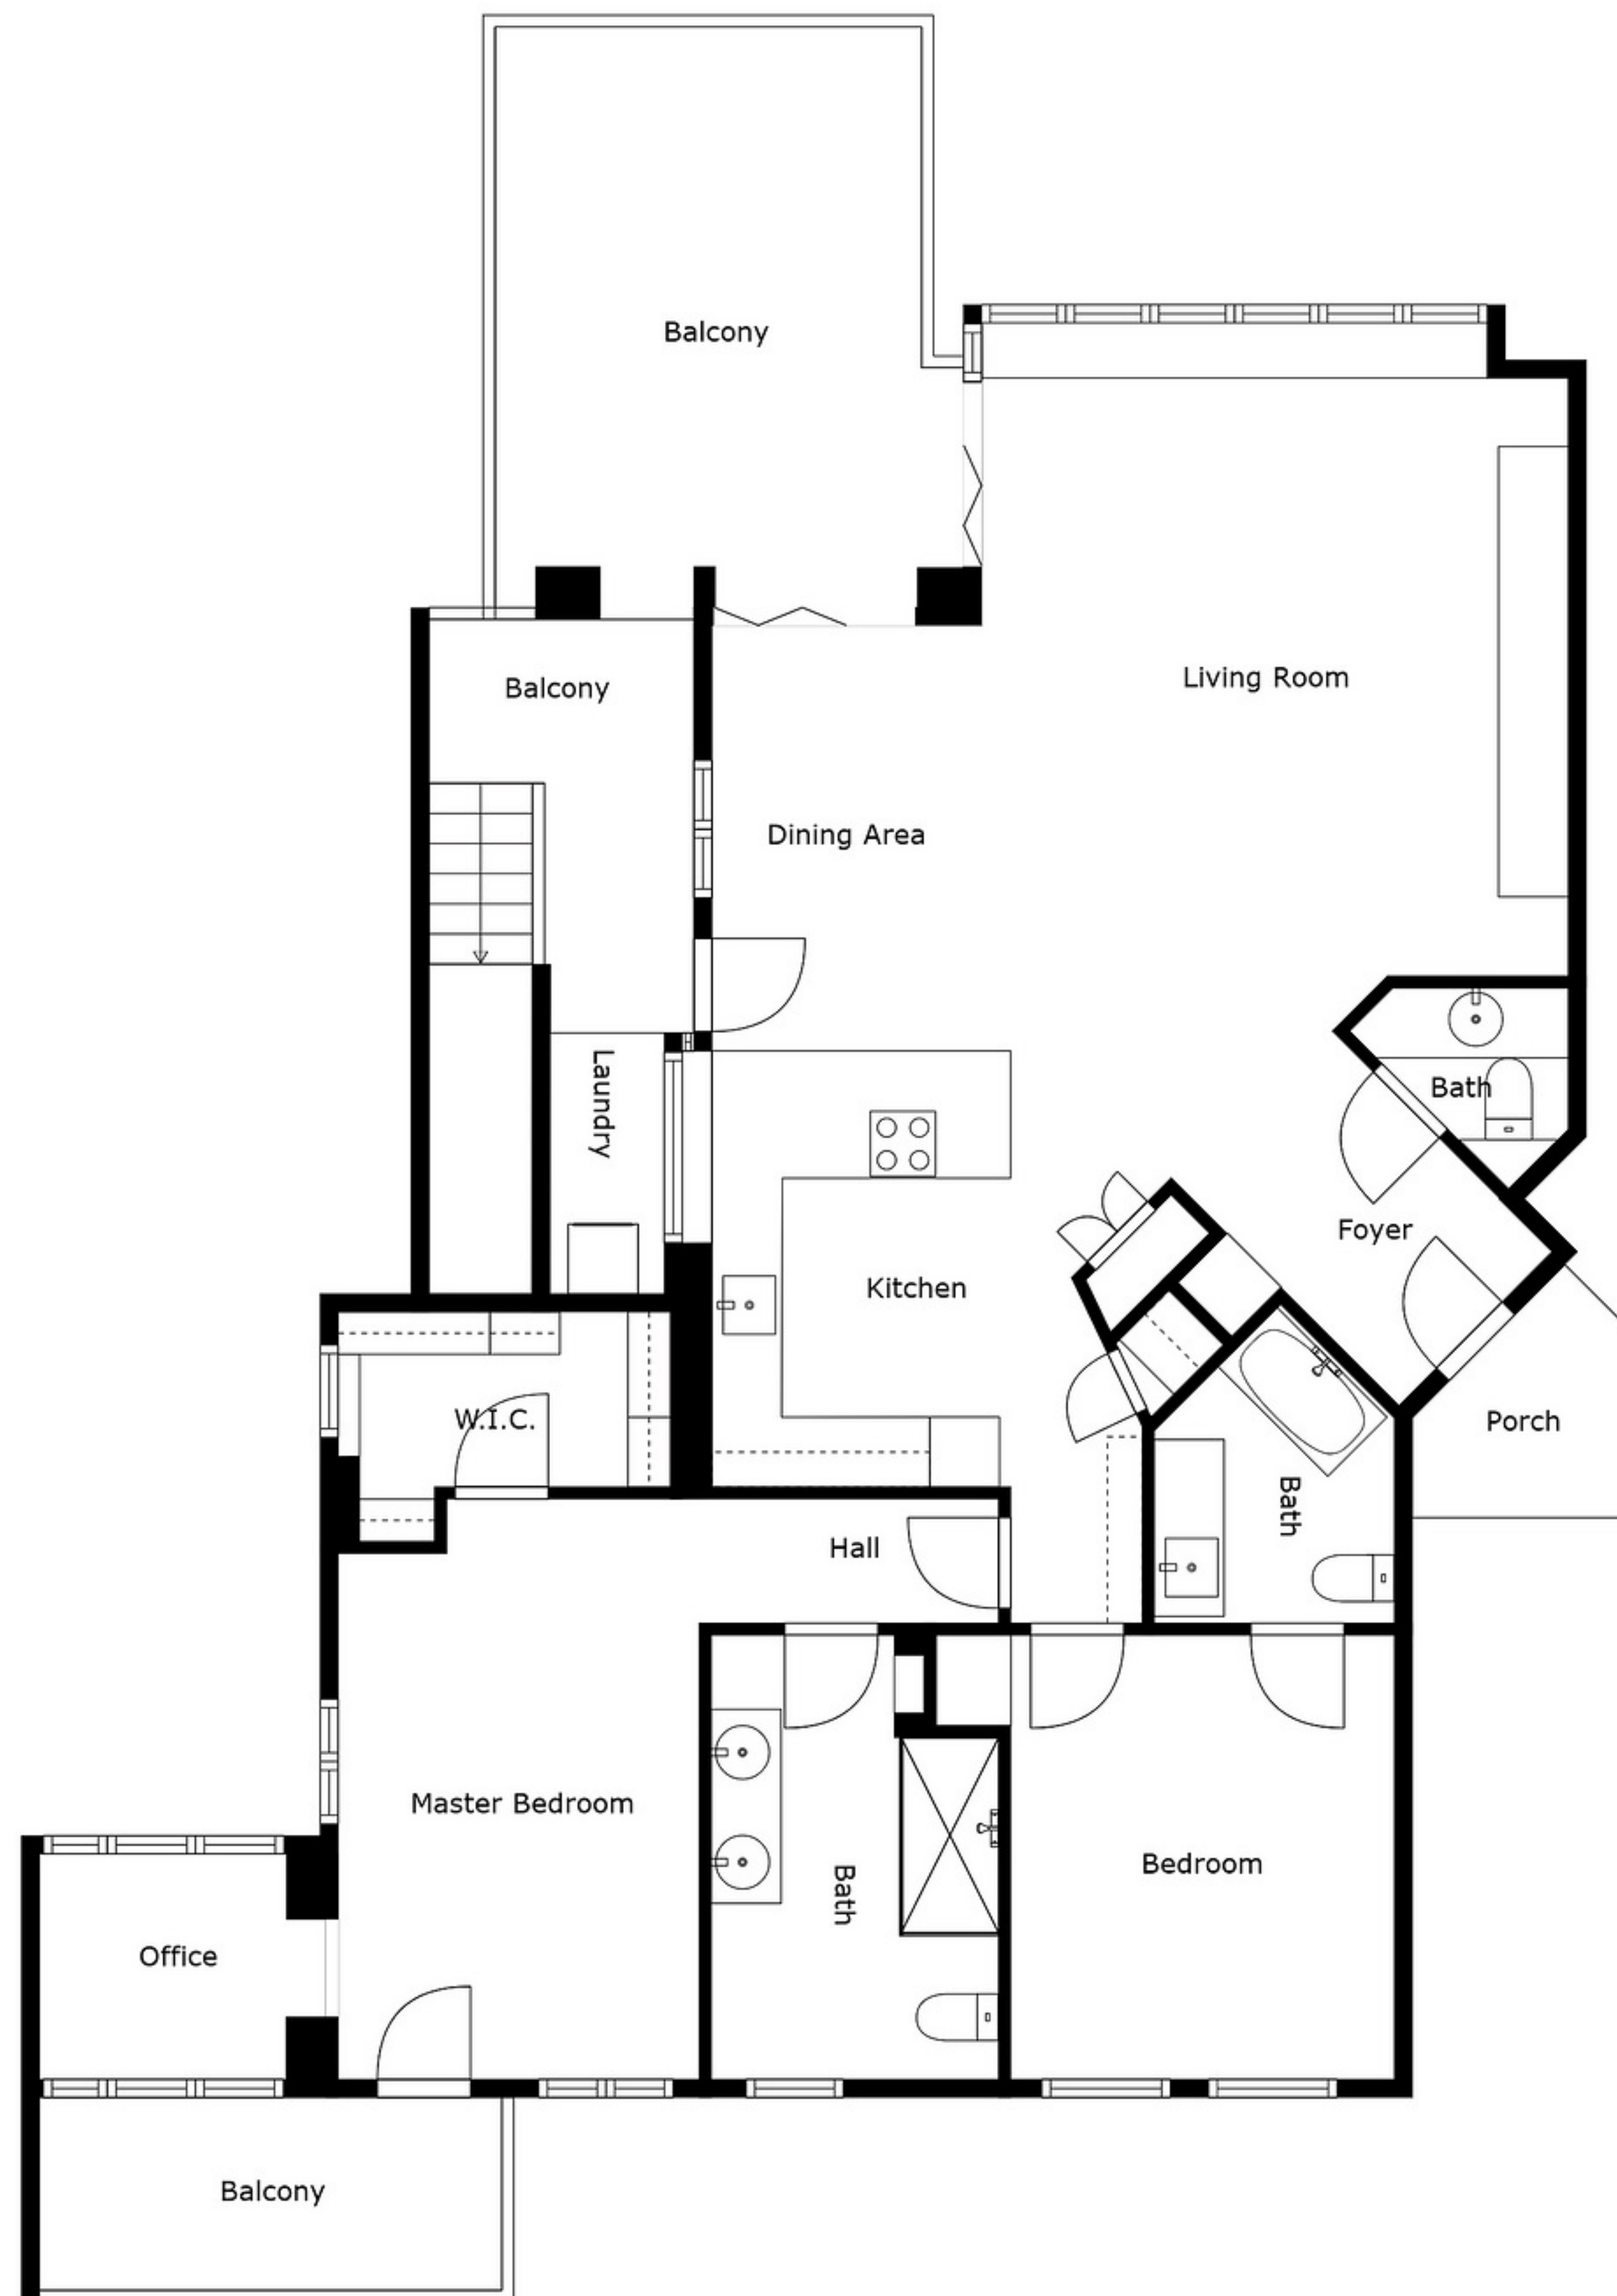 Balcony
Living Room
Balcony
Dining Area
Bath
Laundry
Foyer
Kitchen
W.I.C.
Porch
Bath
Hall
Master Bedroom
Bedroom
Bath
Office
Balcony